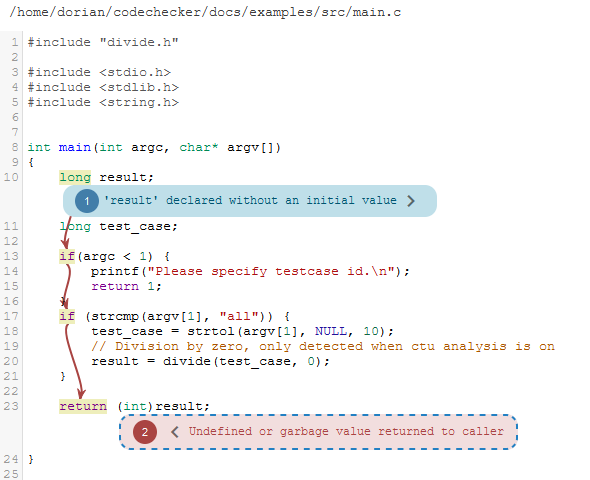 /home/dorian/codechecker/docs/examples/src/main.c
1 #include "divide.h"
2
3 #include <stdio.h>
4 #include <stdlib.h>
5 #include <string.h>
6
7
8 int main(int argc, char* argv[])
9 {
10 long result;
1 'result' declared without an initial value >
11 long test_case;
12
13 if(argc < 1) {
14 printf("Please specify testcase id.\n");
15 return 1;
16 }
17 if (strcmp(argv[1], "all")) {
18 test_case = strtol(argv[1], NULL, 10);
19 // Division by zero, only detected when ctu analysis is on
20 result = divide(test_case, 0);
21 }
22
23 return (int)result;
2 < Undefined or garbage value returned to caller
24 }
25